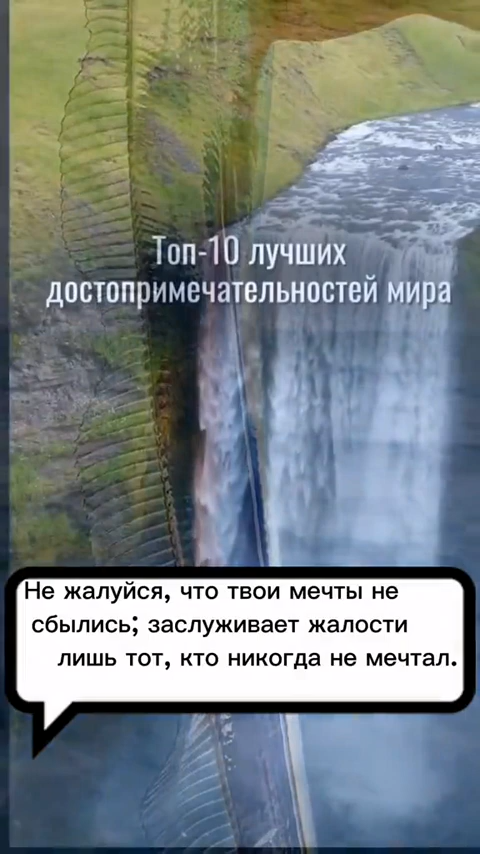 Топ-10 лучших
достопримечательностей мира
Не жалуйся, что твои мечты не
сбылись; заслуживает жалости
лишь тот, кто никогда не мечтал.